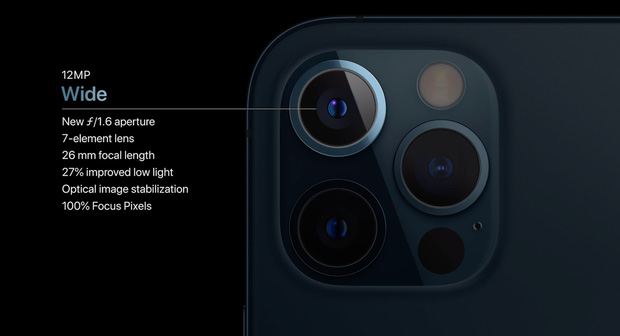 12MP
Wide
New ƒ/1.6 aperture
7-element lens
26 mm focal length
27% improved low light
Optical image stabilization
100% Focus Pixels